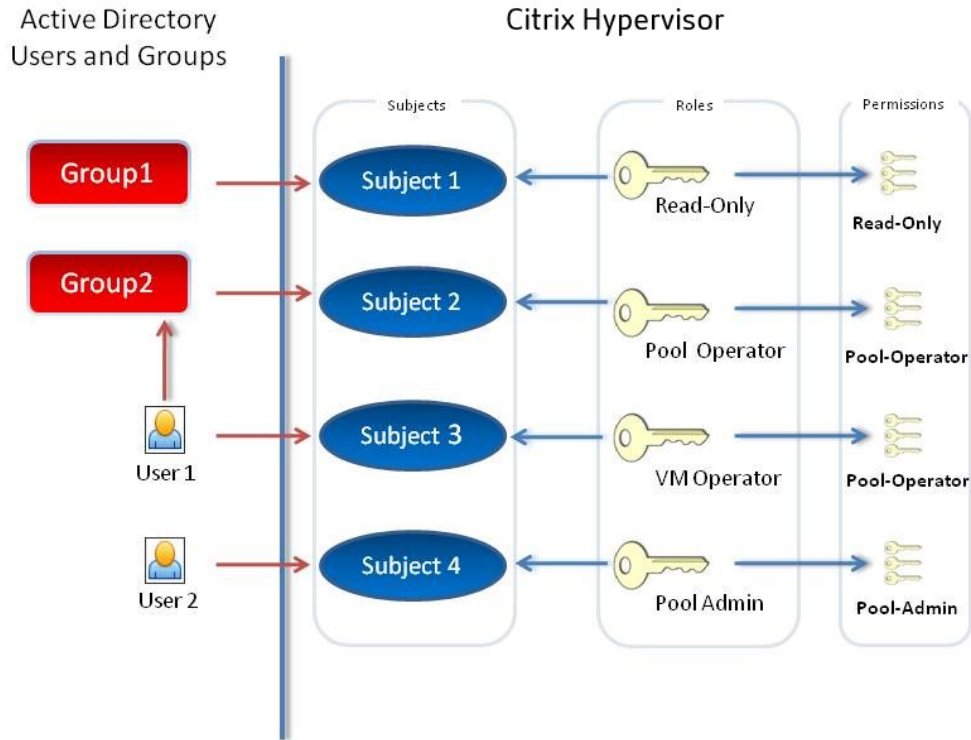 Active Directory
Users and Groups
Citrix Hypervisor
Subjects
Roles
Permissions
Group1
Subject 1
Read-Only
Read-Only
Group2
Subject 2
Pool Operator
Pool-Operator
User 1
Subject 3
VM Operator
Pool-Operator
User 2
Subject 4
Pool Admin
Pool-Admin